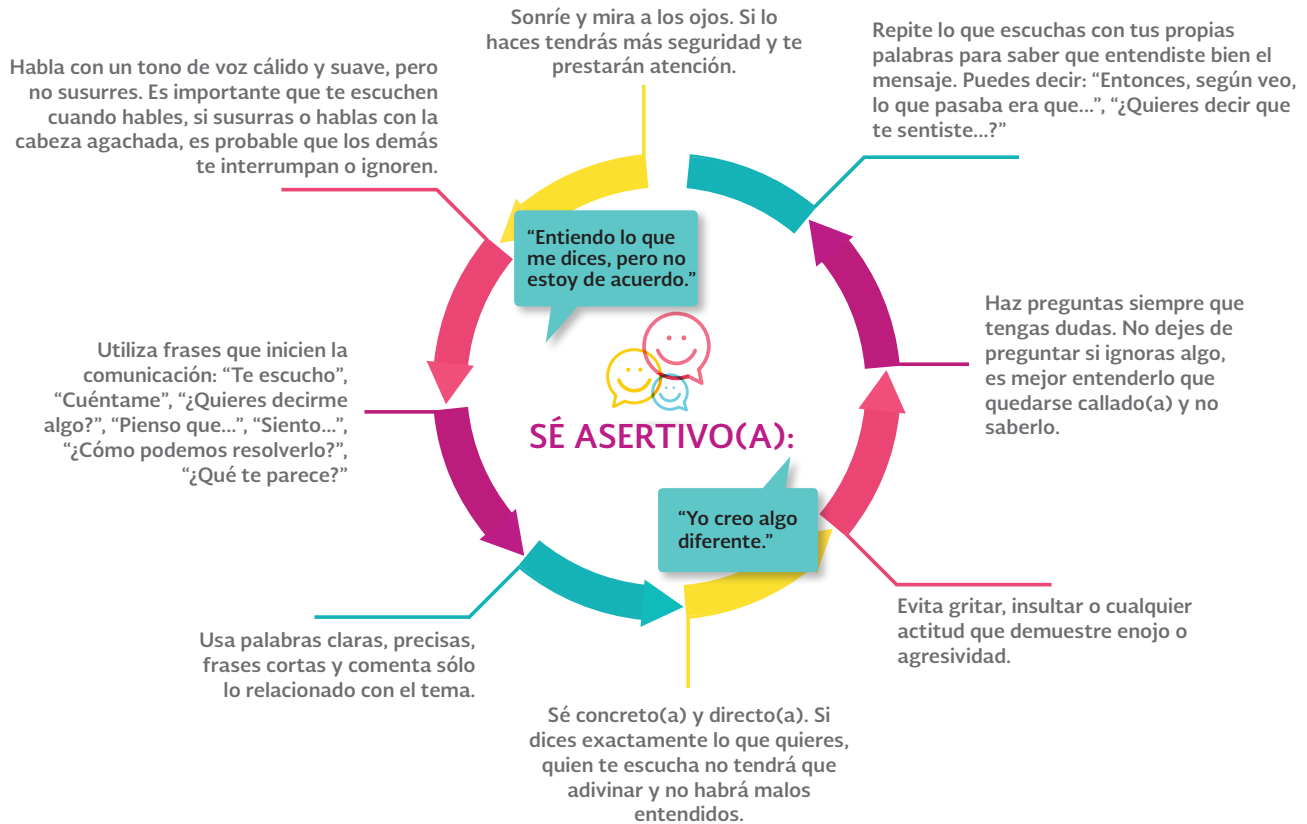 Sonríe y mira a los ojos. Si lo
haces tendrás más seguridad y te
prestarán atención.
Habla con un tono de voz cálido y suave, pero
no susurres. Es importante que te escuchen
cuando hables, si susurras o hablas con la
cabeza agachada, es probable que los demás
te interrumpan o ignoren.
Utiliza frases que inicien la
comunicación: “Te escucho”,
“Cuéntame”, “¿Quieres decirme
algo?”, “Pienso que...”, “Siento...”,
“¿Cómo podemos resolverlo?”,
“¿Qué te parece?”
Usa palabras claras, precisas,
frases cortas y comenta sólo
lo relacionado con el tema.
Sé concreto(a) y directo(a). Si
dices exactamente lo que quieres,
quien te escucha no tendrá que
adivinar y no habrá malos
entendidos.
Evita gritar, insultar o cualquier
actitud que demuestre enojo o
agresividad.
Haz preguntas siempre que
tengas dudas. No dejes de
preguntar si ignoras algo,
es mejor entenderlo que
quedarse callado(a) y no
saberlo.
Repite lo que escuchas con tus propias
palabras para saber que entendiste bien el
mensaje. Puedes decir: “Entonces, según veo,
lo que pasaba era que...”, “¿Quieres decir que
te sentiste...?”
“Entiendo lo que
me dices, pero no
estoy de acuerdo.”
SÉ ASERTIVO(A):
“Yo creo algo
diferente.”